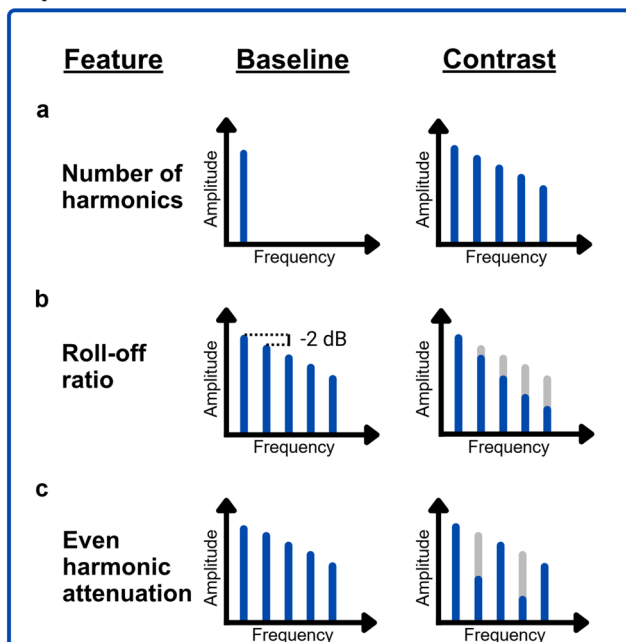 Feature Baseline Contrast
a
Number of
harmonics
Amplitude
Frequency
Amplitude
Frequency
b
Roll-off
ratio
Amplitude
-2 dB
Frequency
Amplitude
Frequency
c
Even
harmonic
attenuation
Amplitude
Frequency
Amplitude
Frequency